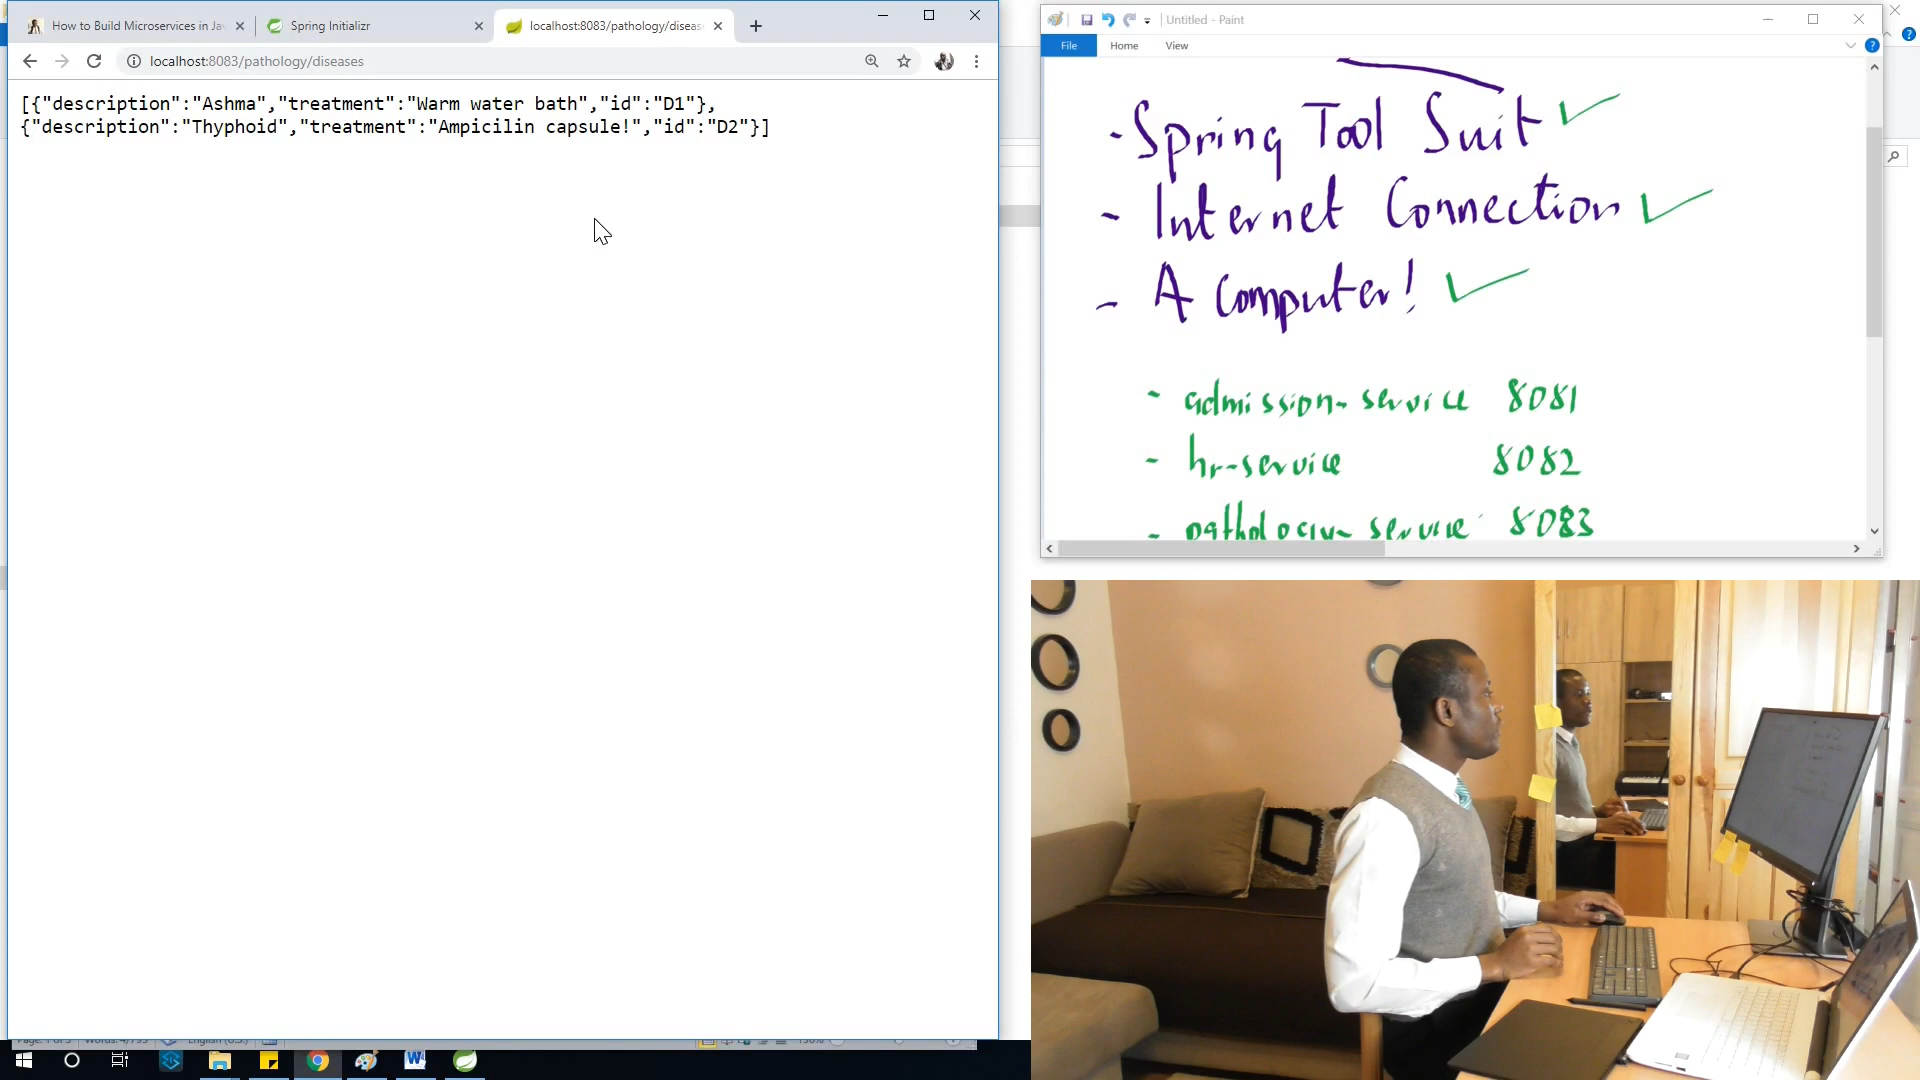 How to Build Microservices in Jav
Spring Initializr
localhost:8083/pathology/diseas
localhost:8083/pathology/diseases
[{"description":"Ashma","treatment":"Warm water bath","id":"D1"},
{"description":"Thyphoid","treatment":"Ampicilin capsule!","id":"D2"}]
Untitled - Paint
File
Home
View
- Spring Tool Suit
- Internet Connection
- A Computer!
- admission-service 8081
- hr-service 8082
- pathology-service 8083